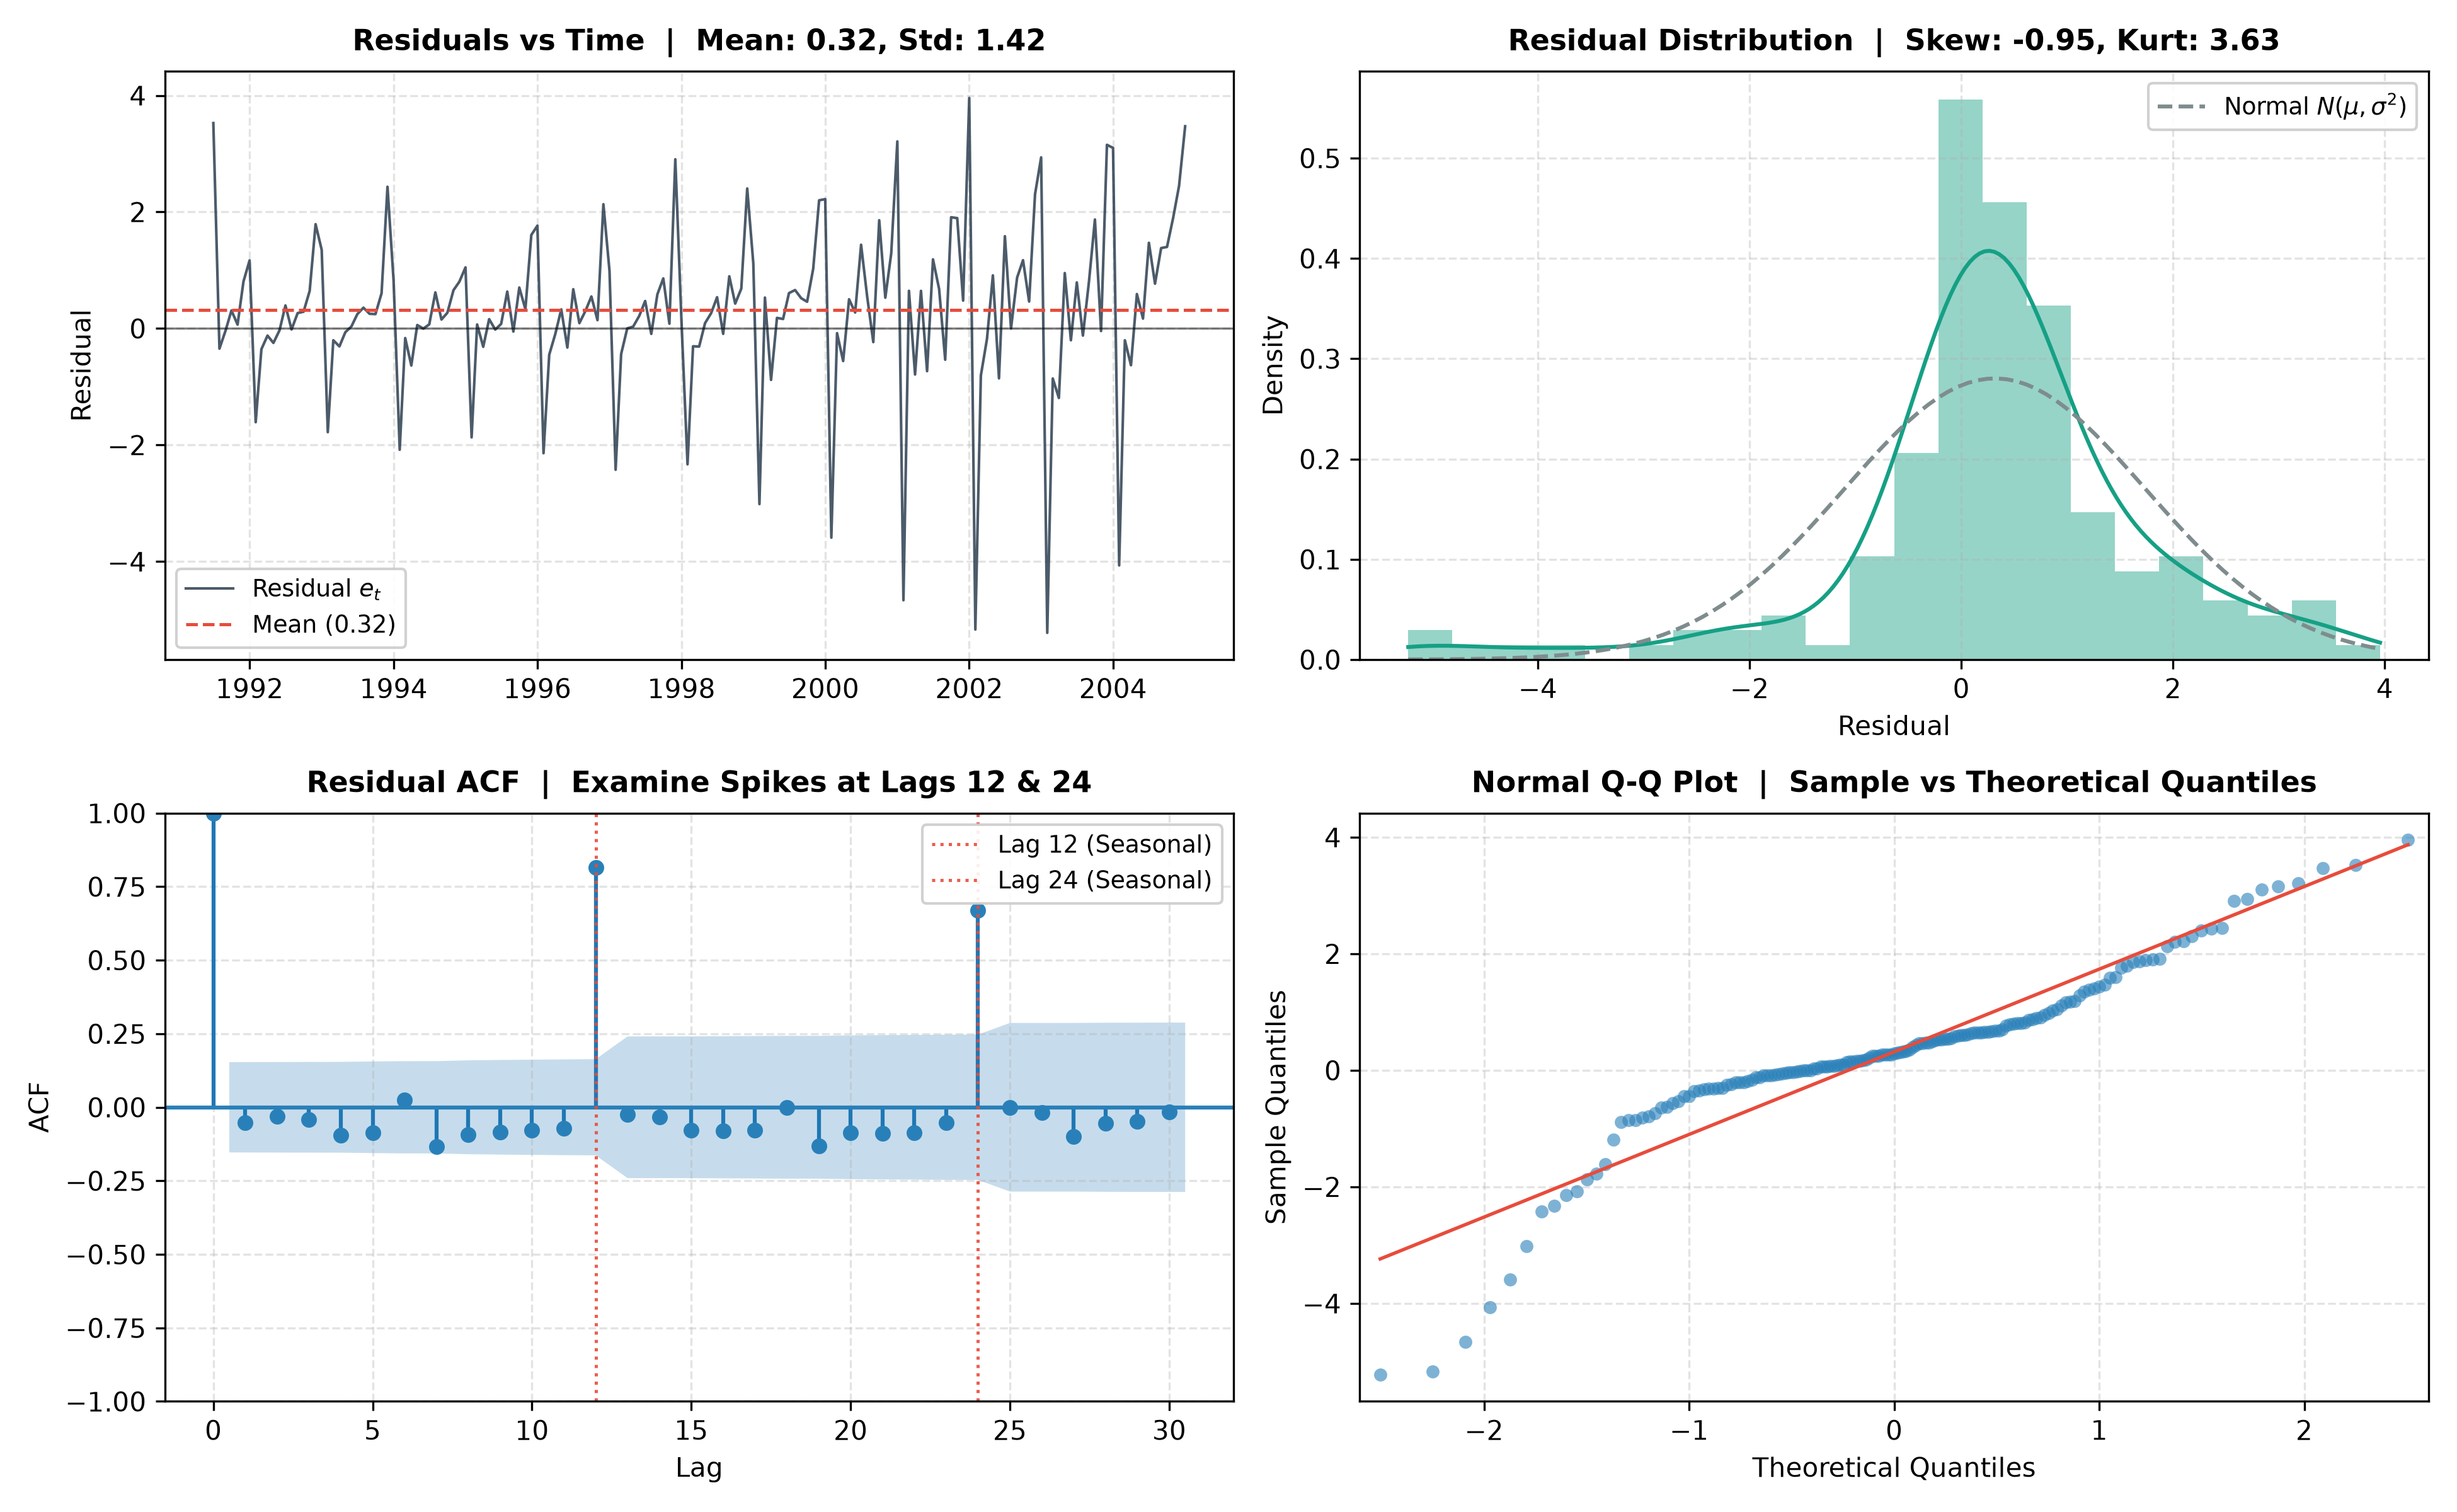 Residuals vs Time | Mean: 0.32, Std: 1.42
4
2
0
−2
−4
Residual
Residual e_t
Mean (0.32)
1992 1994 1996 1998 2000 2002 2004
Residual Distribution | Skew: -0.95, Kurt: 3.63
Normal N(μ, σ²)
0.5
0.4
0.3
0.2
0.1
0.0
Density
−4 −2 0 2 4
Residual
Residual ACF | Examine Spikes at Lags 12 & 24
1.00
0.75
0.50
0.25
0.00
−0.25
−0.50
−0.75
−1.00
ACF
Lag 12 (Seasonal)
Lag 24 (Seasonal)
0 5 10 15 20 25 30
Lag
Normal Q-Q Plot | Sample vs Theoretical Quantiles
4
2
0
−2
−4
Sample Quantiles
−2 −1 0 1 2
Theoretical Quantiles